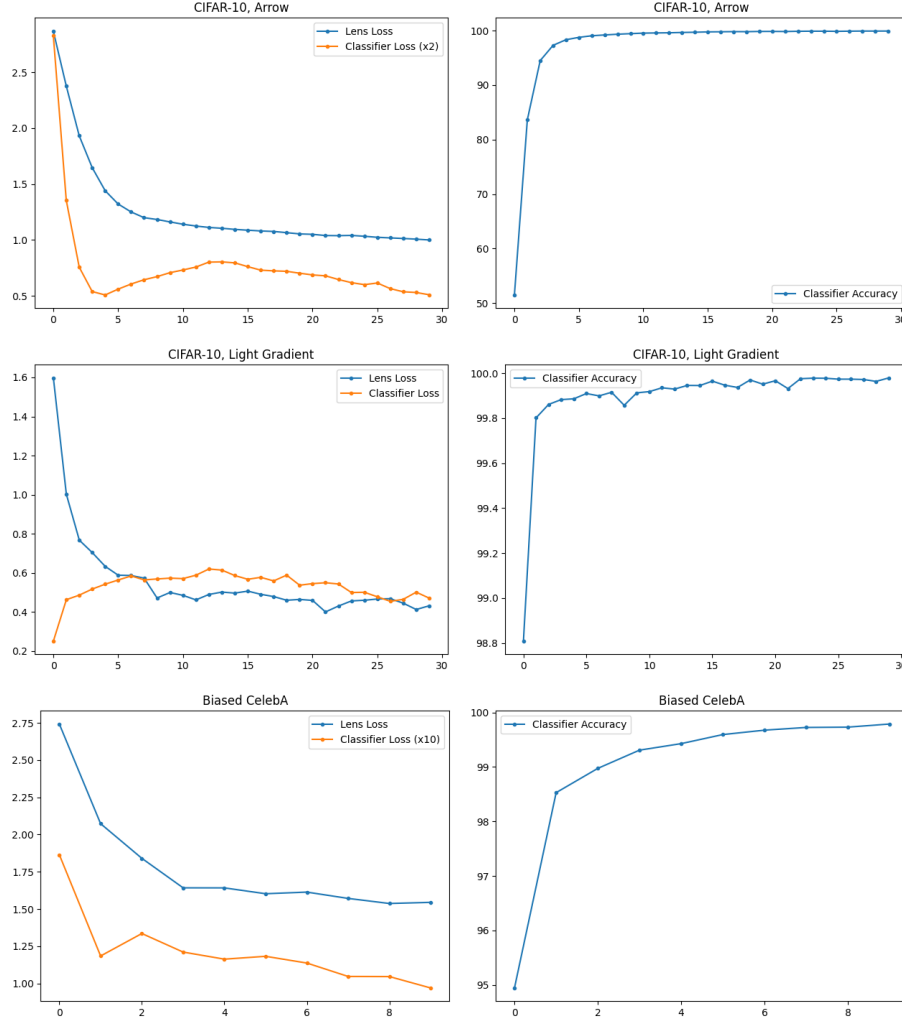 CIFAR-10, Arrow
Lens Loss
Classifier Loss (x2)
2.5
2.0
1.5
1.0
0.5
0 5 10 15 20 25 30
CIFAR-10, Arrow
100
90
80
70
60
50
Classifier Accuracy
0 5 10 15 20 25 30
CIFAR-10, Light Gradient
Lens Loss
Classifier Loss
1.6
1.4
1.2
1.0
0.8
0.6
0.4
0.2
0 5 10 15 20 25 30
CIFAR-10, Light Gradient
Classifier Accuracy
100.0
99.8
99.6
99.4
99.2
99.0
98.8
0 5 10 15 20 25 30
Biased CelebA
Lens Loss
Classifier Loss (x10)
2.75
2.50
2.25
2.00
1.75
1.50
1.25
1.00
0 2 4 6 8
Biased CelebA
Classifier Accuracy
100
99
98
97
96
95
0 2 4 6 8